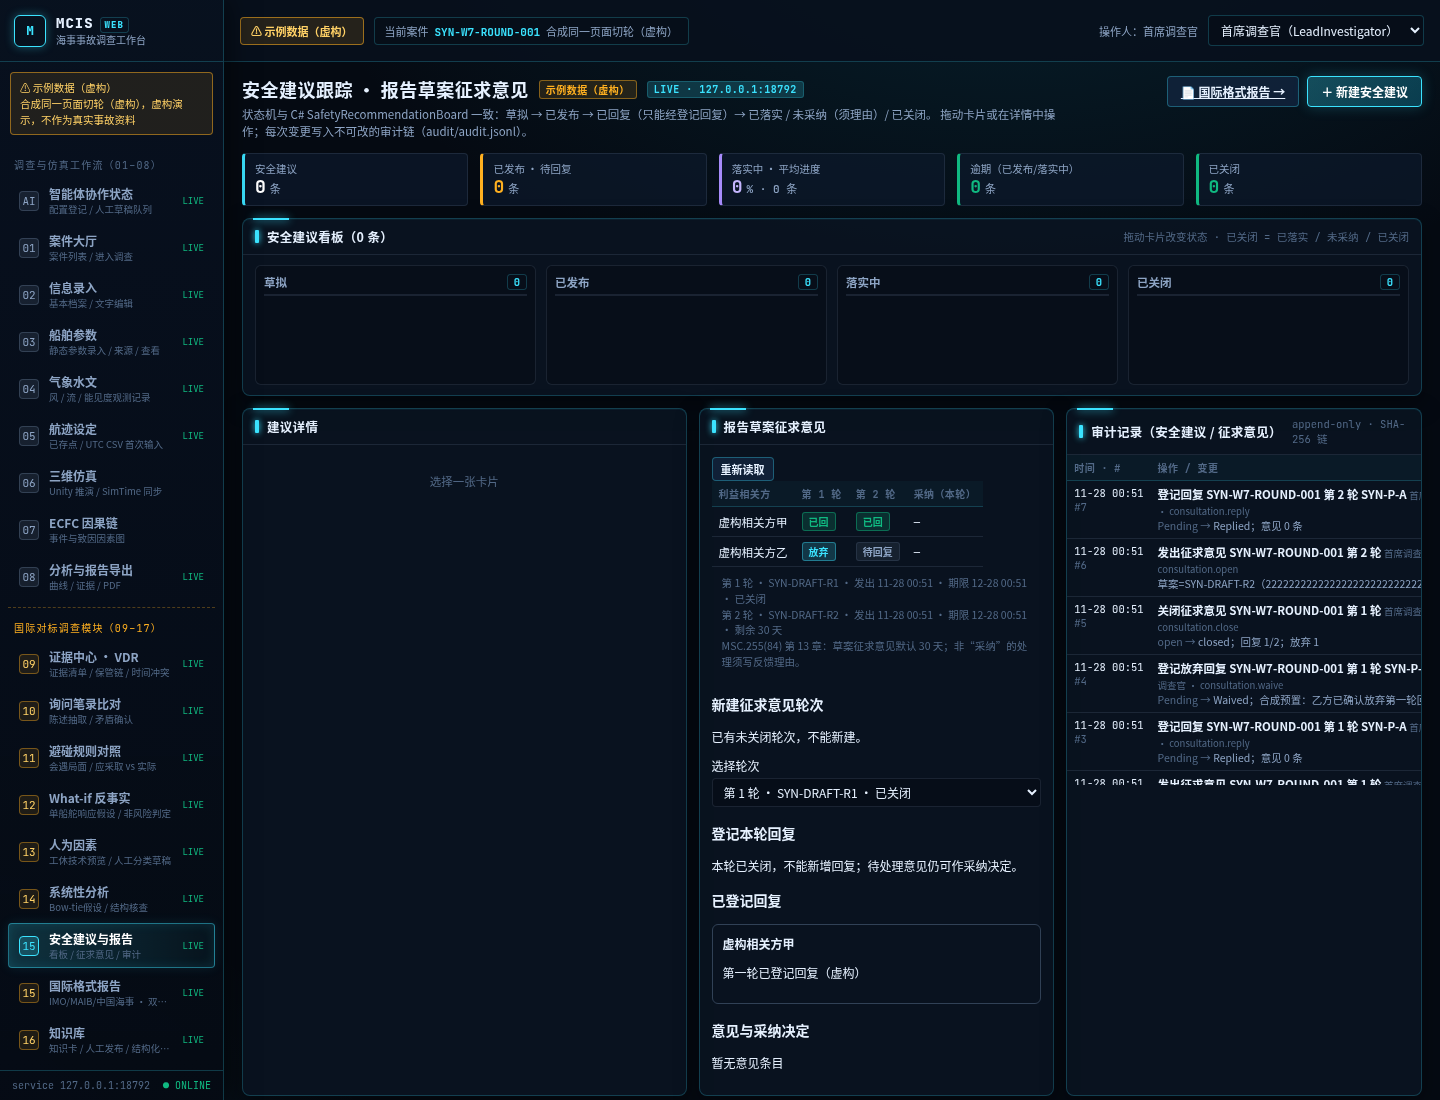 M
MCIS WEB
海事事故调查工作台
⚠ 示例数据（虚构）
合成同一页面切轮（虚构），虚构演示，不作为真实事故资料
调查与仿真工作流（01-08）
AI 智能体协作状态 LIVE
配置登记 / 人工草稿队列
01 案件大厅 LIVE
案件列表 / 进入调查
02 信息录入 LIVE
基本档案 / 文字编辑
03 船舶参数 LIVE
静态参数录入 / 来源 / 查看
04 气象水文 LIVE
风 / 流 / 能见度观测记录
05 航迹设定 LIVE
已存点 / UTC CSV 首次输入
06 三维仿真
Unity 推演 / SimTime 同步
07 ECFC 因果链
事件与致因因素图
08 分析与报告导出 LIVE
曲线 / 证据 / PDF
国际对标调查模块（09-17）
09 证据中心 · VDR LIVE
证据清单 / 保管链 / 时间冲突
10 询问笔录比对 LIVE
陈述抽取 / 矛盾确认
11 避碰规则对照 LIVE
会遇局面 / 应采取 vs 实际
12 What-if 反事实 LIVE
单船舵响应假设 / 非风险判定
13 人为因素 LIVE
工休技术预览 / 人工分类草稿
14 系统性分析 LIVE
Bow-tie假设 / 结构核查
15 安全建议与报告 LIVE
看板 / 征求意见 / 审计
15 国际格式报告 LIVE
IMO/MAIB/中国海事 · 双…
16 知识库 LIVE
知识卡 / 人工发布 / 结构化…
service 127.0.0.1:18792 ● ONLINE
⚠ 示例数据（虚构）
当前案件 SYN-W7-ROUND-001 合成同一页面切轮（虚构）
操作人：首席调查官
首席调查官（LeadInvestigator）
安全建议跟踪 · 报告草案征求意见 示例数据（虚构） LIVE · 127.0.0.1:18792
状态机与 C# SafetyRecommendationBoard 一致：草拟 → 已发布 → 已回复（只能经登记回复）→ 已落实 / 未采纳（须理由）/ 已关闭。 拖动卡片或在详情中操
作；每次变更写入不可改的审计链（audit/audit.jsonl）。
📄 国际格式报告 →
＋ 新建安全建议
安全建议
0 条
已发布 · 待回复
0 条
落实中 · 平均进度
0 % · 0 条
逾期（已发布/落实中）
0 条
已关闭
0 条
安全建议看板（0 条）
拖动卡片改变状态 · 已关闭 = 已落实 / 未采纳 / 已关闭
草拟 0
已发布 0
落实中 0
已关闭 0
建议详情
选择一张卡片
报告草案征求意见
重新读取
利益相关方 第 1 轮 第 2 轮 采纳（本轮）
虚构相关方甲 已回 已回 —
虚构相关方乙 放弃 待回复 —
第 1 轮 · SYN-DRAFT-R1 · 发出 11-28 00:51 · 期限 12-28 00:51
· 已关闭
第 2 轮 · SYN-DRAFT-R2 · 发出 11-28 00:51 · 期限 12-28 00:51
· 剩余 30 天
MSC.255(84) 第 13 章：草案征求意见默认 30 天；非“采纳”的处
理须写反馈理由。
新建征求意见轮次
已有未关闭轮次，不能新建。
选择轮次
第 1 轮 · SYN-DRAFT-R1 · 已关闭
登记本轮回复
本轮已关闭，不能新增回复；待处理意见仍可作采纳决定。
已登记回复
虚构相关方甲
第一轮已登记回复（虚构）
意见与采纳决定
暂无意见条目
审计记录（安全建议 / 征求意见）
append-only · SHA-
256 链
时间 · # 操作 / 变更
11-28 00:51 登记回复 SYN-W7-ROUND-001 第 2 轮 SYN-P-A
#7 · consultation.reply
Pending → Replied；意见 0 条
11-28 00:51 发出征求意见 SYN-W7-ROUND-001 第 2 轮 首席调查
#6 consultation.open
草案=SYN-DRAFT-R2（2222222222222222222222222
11-28 00:51 关闭征求意见 SYN-W7-ROUND-001 第 1 轮 首席调查
#5 consultation.close
open → closed；回复 1/2；放弃 1
11-28 00:51 登记放弃回复 SYN-W7-ROUND-001 第 1 轮 SYN-P-
#4 调查官 · consultation.waive
Pending → Waived；合成预置：乙方已确认放弃第一轮
11-28 00:51 登记回复 SYN-W7-ROUND-001 第 1 轮 SYN-P-A
#3 · consultation.reply
Pending → Replied；意见 0 条
11-28 00:51 发出征求意见 SYN-W7-ROUND-001 第 1 轮